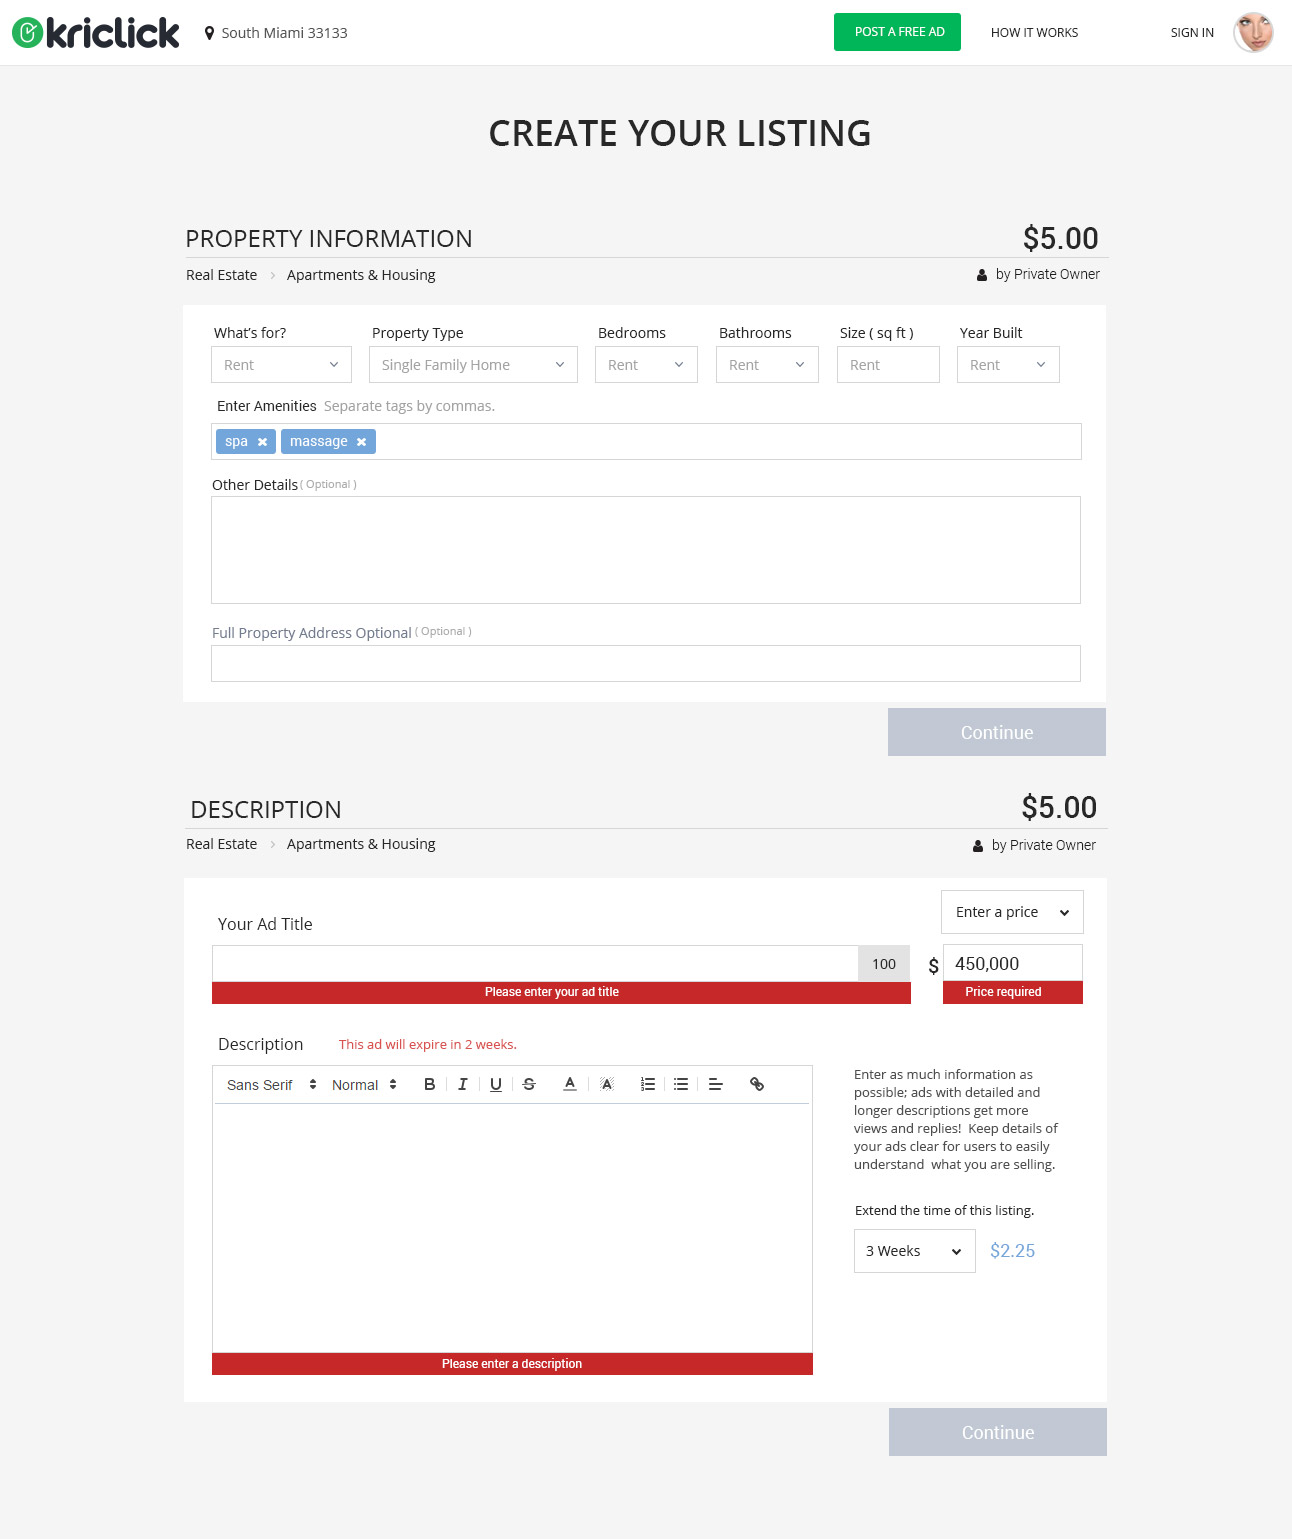 kriclick
South Miami 33133
POST A FREE AD
HOW IT WORKS
SIGN IN
CREATE YOUR LISTING
PROPERTY INFORMATION
$5.00
Real Estate > Apartments & Housing
by Private Owner
What's for?
Property Type
Bedrooms
Bathrooms
Size ( sq ft )
Year Built
Rent
Single Family Home
Rent
Rent
Rent
Rent
Enter Amenities Separate tags by commas.
spa ×
massage ×
Other Details ( Optional )
Full Property Address Optional ( Optional )
Continue
DESCRIPTION
$5.00
Real Estate > Apartments & Housing
by Private Owner
Enter a price
Your Ad Title
100
$ 450,000
Please enter your ad title
Price required
Description
This ad will expire in 2 weeks.
Sans Serif Normal B I U S A A
Enter as much information as
possible; ads with detailed and
longer descriptions get more
views and replies! Keep details of
your ads clear for users to easily
understand what you are selling.
Extend the time of this listing.
3 Weeks
$2.25
Please enter a description
Continue